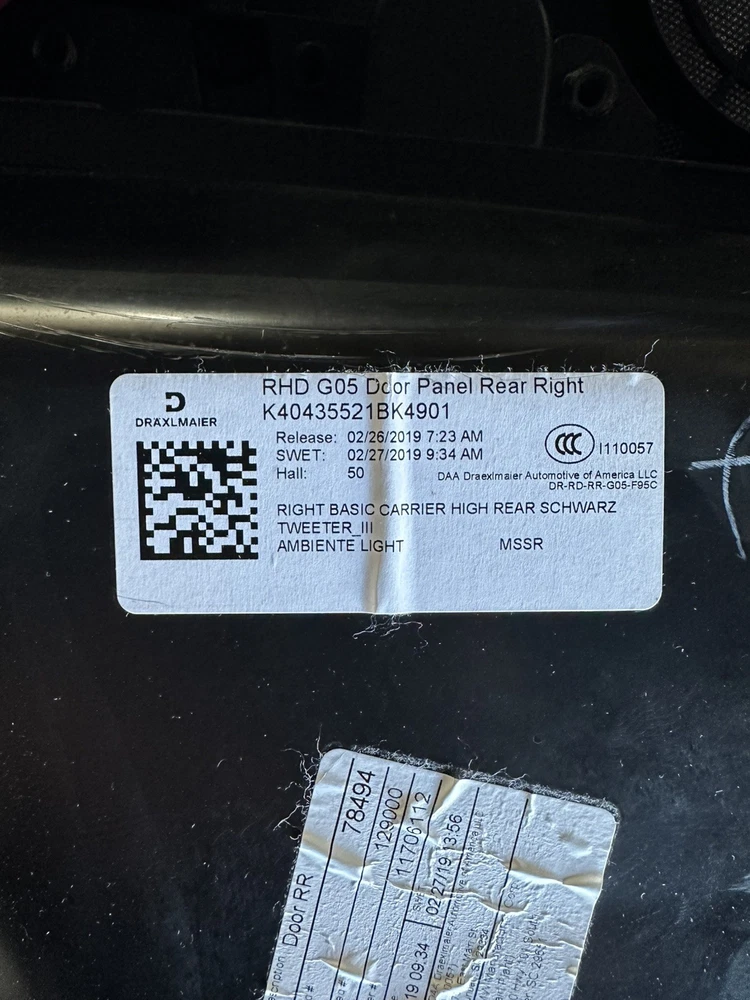 DRÄXLMAIER
RHD G05 Door Panel Rear Right
K40435521BK4901
Release: 02/26/2019 7:23 AM
SWET: 02/27/2019 9:34 AM
Hall: 50
CCC
I110057
DAA Draexlmaier Automotive of America LLC
DR-RD-RR-G05-F95C
RIGHT BASIC CARRIER HIGH REAR SCHWARZ
TWEETER_III
AMBIENTE LIGHT MSSR
Door RR
78494
129000
11706112
19 09.34
02/27/19 13:56